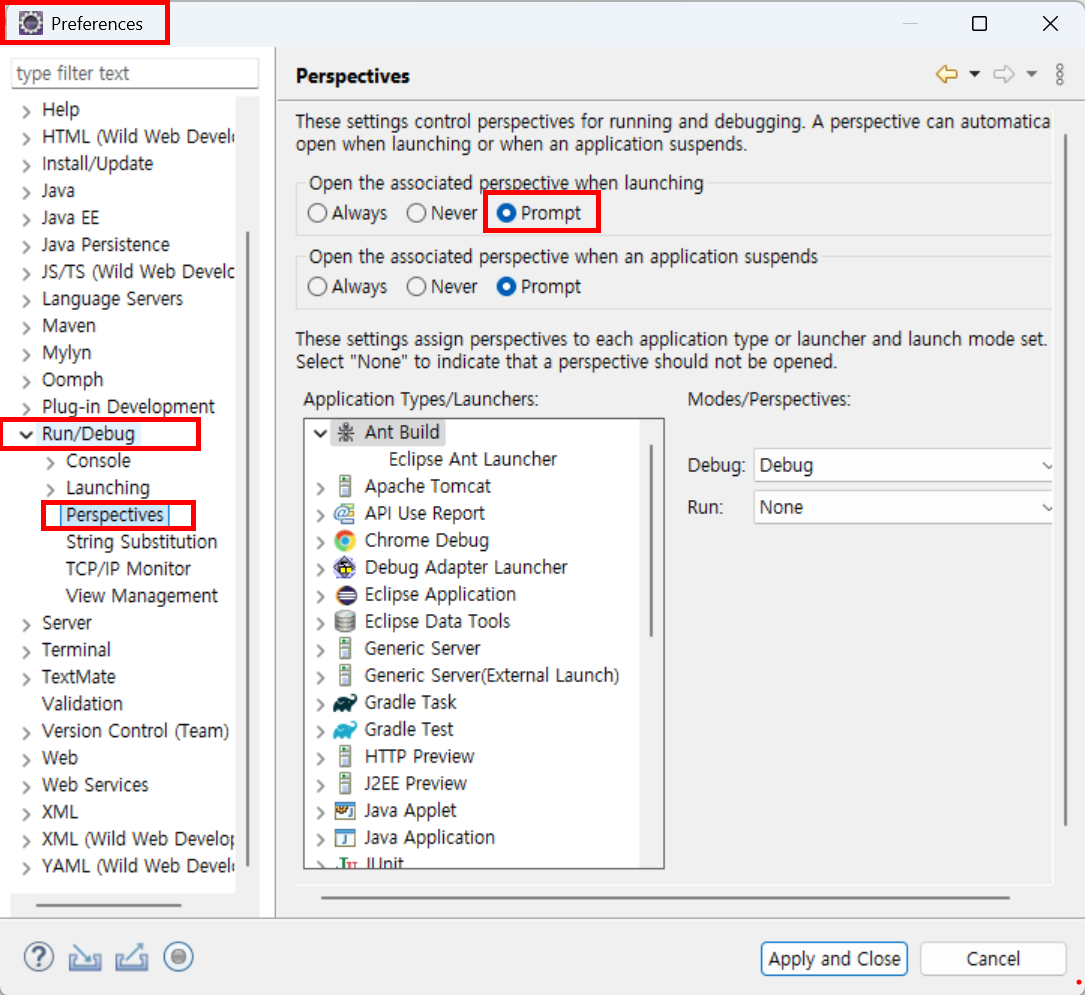 Preferences
type filter text
Help
HTML (Wild Web Develo
Install/Update
Java
Java EE
Java Persistence
JS/TS (Wild Web Develc
Language Servers
Maven
Mylyn
Oomph
Plug-in Development
Run/Debug
Console
Launching
Perspectives
String Substitution
TCP/IP Monitor
View Management
Server
Terminal
TextMate
Validation
Version Control (Team)
Web
Web Services
XML
XML (Wild Web Develop
YAML (Wild Web Develo
Perspectives
These settings control perspectives for running and debugging. A perspective can automatica
open when launching or when an application suspends.
Open the associated perspective when launching
Always Never Prompt
Open the associated perspective when an application suspends
Always Never Prompt
These settings assign perspectives to each application type or launcher and launch mode set.
Select "None" to indicate that a perspective should not be opened.
Application Types/Launchers:
Ant Build
Eclipse Ant Launcher
Apache Tomcat
API Use Report
Chrome Debug
Debug Adapter Launcher
Eclipse Application
Eclipse Data Tools
Generic Server
Generic Server(External Launch)
Gradle Task
Gradle Test
HTTP Preview
J2EE Preview
Java Applet
Java Application
JUnit
Modes/Perspectives:
Debug: Debug
Run: None
Apply and Close
Cancel